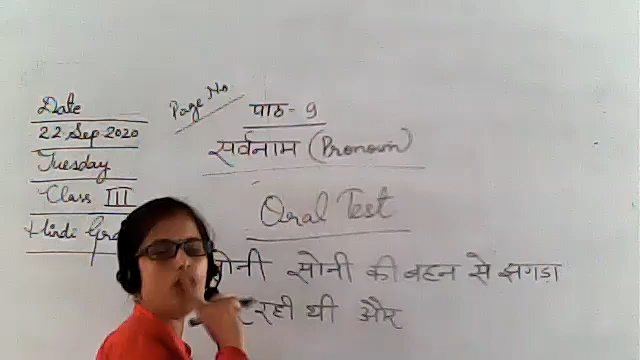 Date
22 Sep 2020
Tuesday
Class III
Hindi
Page No
पाठ - 9
सर्वनाम (Pronoun)
Oral Test
सोनी की बहन से झगड़ा
रही थी और